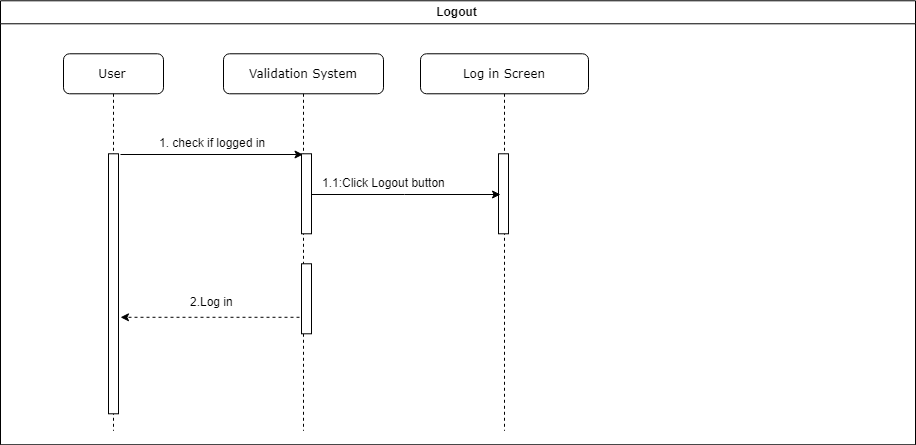 Logout
User
Validation System
Log in Screen
1. check if logged in
1.1:Click Logout button
2.Log in